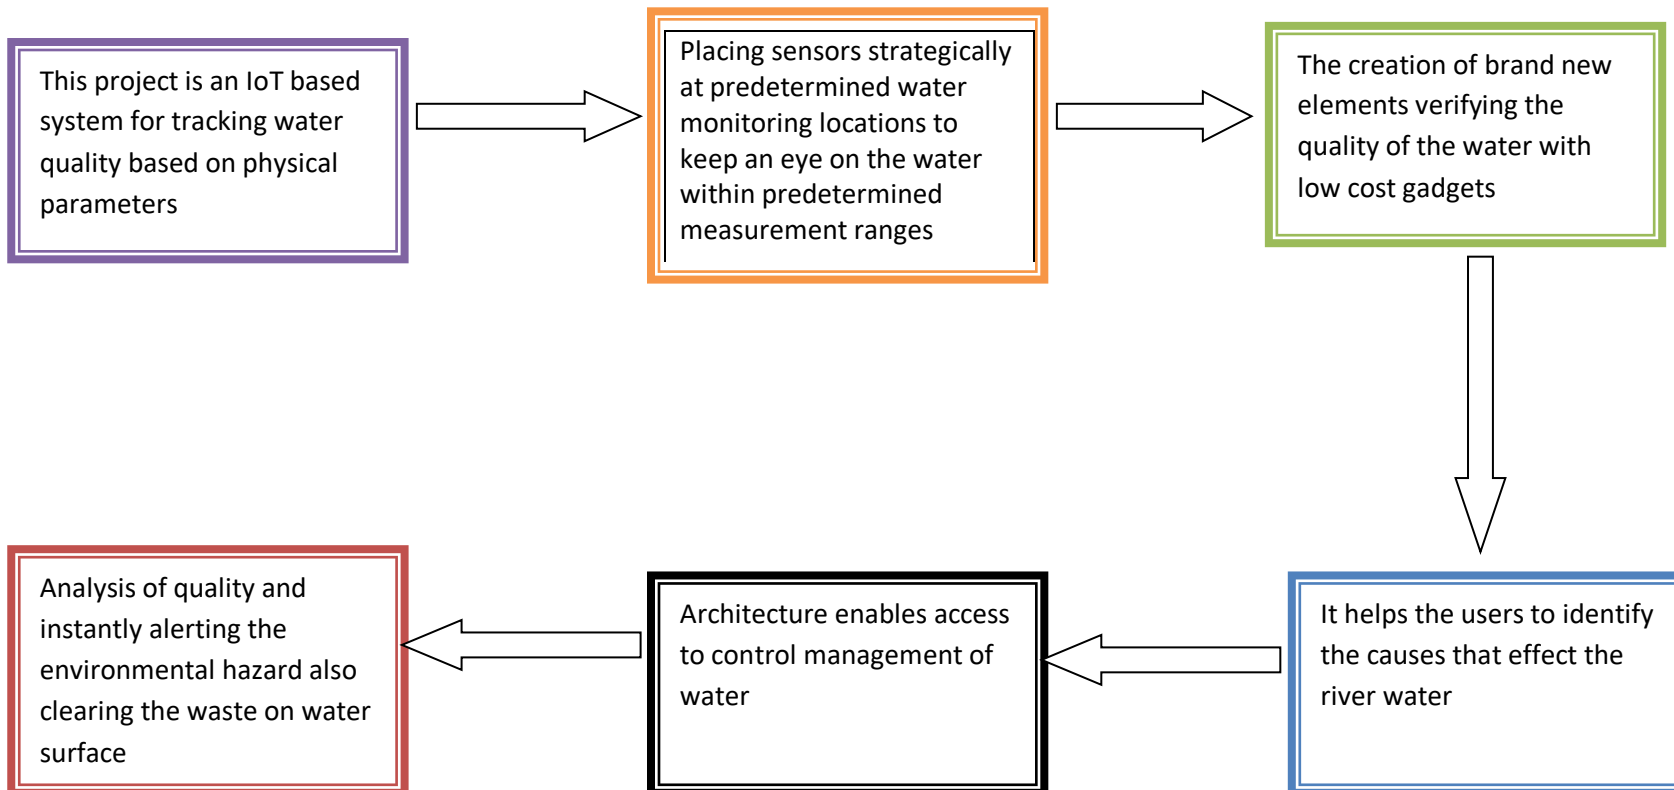 This project is an IoT based
system for tracking water
quality based on physical
parameters
Placing sensors strategically
at predetermined water
monitoring locations to
keep an eye on the water
within predetermined
measurement ranges
The creation of brand new
elements verifying the
quality of the water with
low cost gadgets
It helps the users to identify
the causes that effect the
river water
Architecture enables access
to control management of
water
Analysis of quality and
instantly alerting the
environmental hazard also
clearing the waste on water
surface